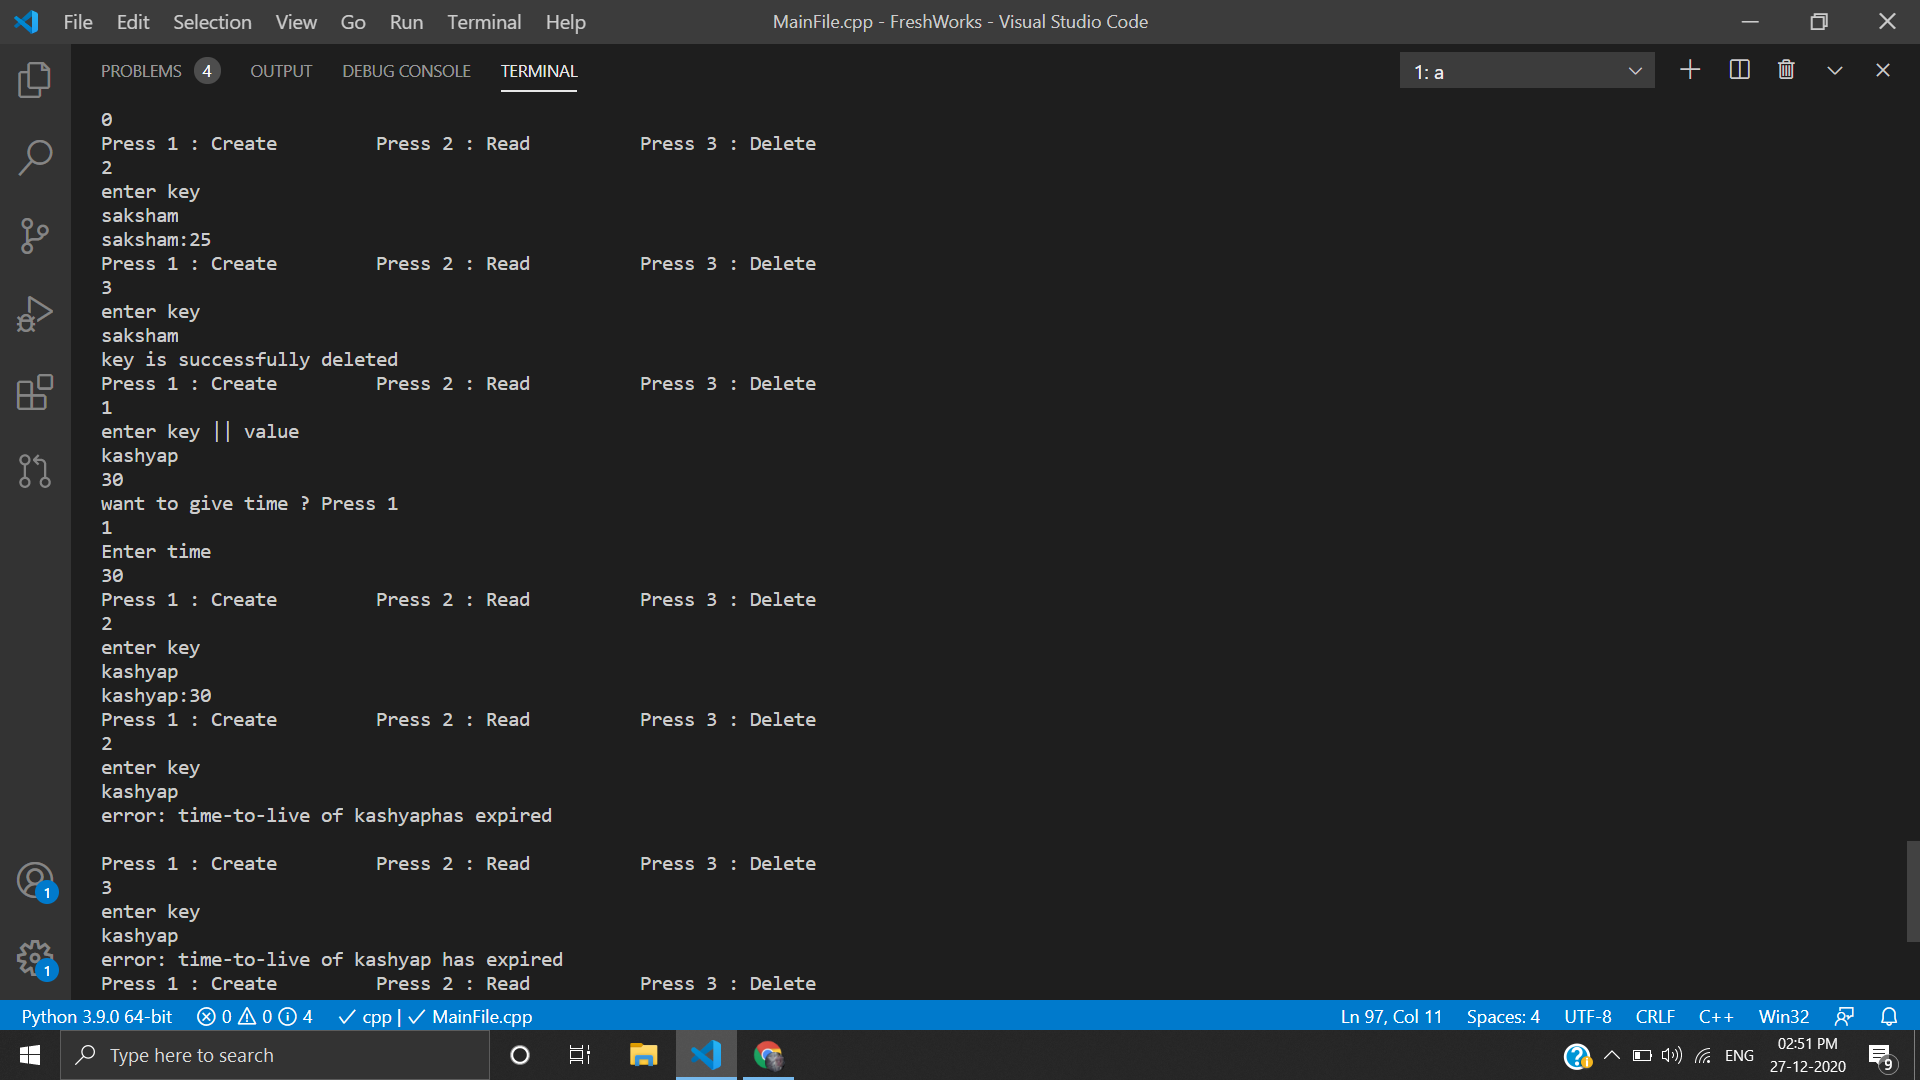 File Edit Selection View Go Run Terminal Help MainFile.cpp - FreshWorks - Visual Studio Code
PROBLEMS 4 OUTPUT DEBUG CONSOLE TERMINAL 1: a
0
Press 1 : Create Press 2 : Read Press 3 : Delete
2
enter key
saksham
saksham:25
Press 1 : Create Press 2 : Read Press 3 : Delete
3
enter key
saksham
key is successfully deleted
Press 1 : Create Press 2 : Read Press 3 : Delete
1
enter key || value
kashyap
30
want to give time ? Press 1
1
Enter time
30
Press 1 : Create Press 2 : Read Press 3 : Delete
2
enter key
kashyap
kashyap:30
Press 1 : Create Press 2 : Read Press 3 : Delete
2
enter key
kashyap
error: time-to-live of kashyaphas expired
Press 1 : Create Press 2 : Read Press 3 : Delete
3
enter key
kashyap
error: time-to-live of kashyap has expired
Press 1 : Create Press 2 : Read Press 3 : Delete
1
1
Python 3.9.0 64-bit 0 0 4 cpp | MainFile.cpp Ln 97, Col 11 Spaces: 4 UTF-8 CRLF C++ Win32
Type here to search ENG 02:51 PM
27-12-2020 9